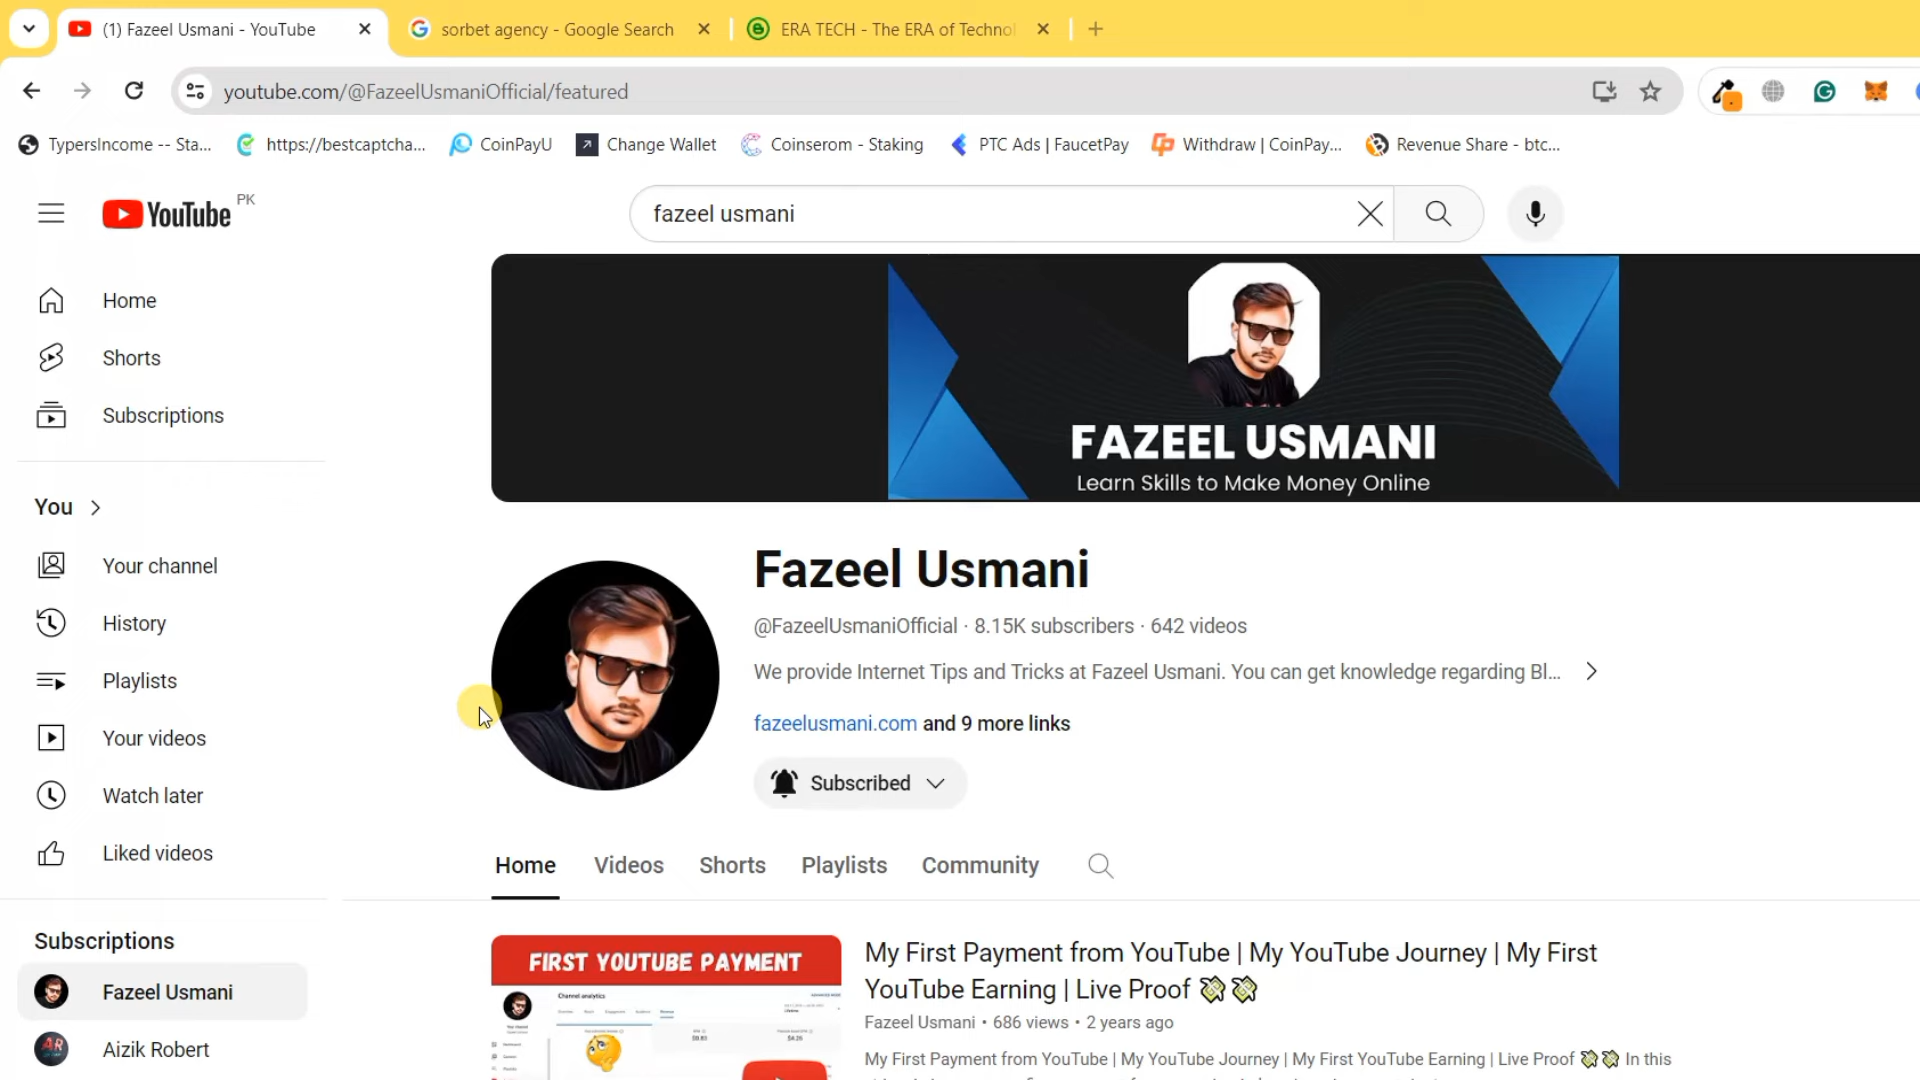 (1) Fazeel Usmani - YouTube
sorbet agency - Google Search
ERA TECH - The ERA of Technol
youtube.com/@FazeelUsmaniOfficial/featured
TypersIncome -- Sta...
https://bestcaptcha...
CoinPayU
Change Wallet
Coinserom - Staking
PTC Ads | FaucetPay
Withdraw | CoinPay...
Revenue Share - btc...
YouTube PK
fazeel usmani
Home
Shorts
Subscriptions
You
Your channel
History
Playlists
Your videos
Watch later
Liked videos
Subscriptions
Fazeel Usmani
Aizik Robert
FAZEEL USMANI
Learn Skills to Make Money Online
Fazeel Usmani
@FazeelUsmaniOfficial · 8.15K subscribers · 642 videos
We provide Internet Tips and Tricks at Fazeel Usmani. You can get knowledge regarding Bl...
fazeelusmani.com and 9 more links
Subscribed
Home Videos Shorts Playlists Community
FIRST YOUTUBE PAYMENT
Channel analytics
My First Payment from YouTube | My YouTube Journey | My First
YouTube Earning | Live Proof 💸💸
Fazeel Usmani • 686 views • 2 years ago
My First Payment from YouTube | My YouTube Journey | My First YouTube Earning | Live Proof 💸💸 In this